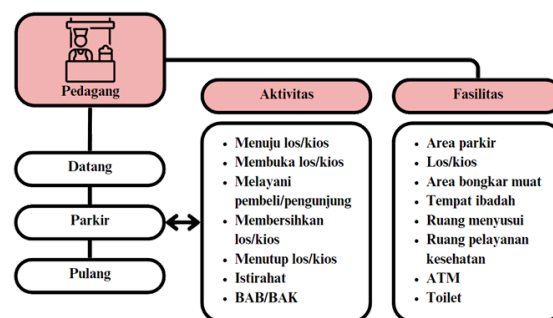 Pedagang
Datang
Parkir
Pulang
Aktivitas
• Menuju los/kios
• Membuka los/kios
• Melayani
pembeli/pengunjung
• Membersihkan
los/kios
• Menutup los/kios
• Istirahat
• BAB/BAK
Fasilitas
• Area parkir
• Los/kios
• Area bongkar muat
• Tempat ibadah
• Ruang menyusui
• Ruang pelayanan
kesehatan
• ATM
• Toilet